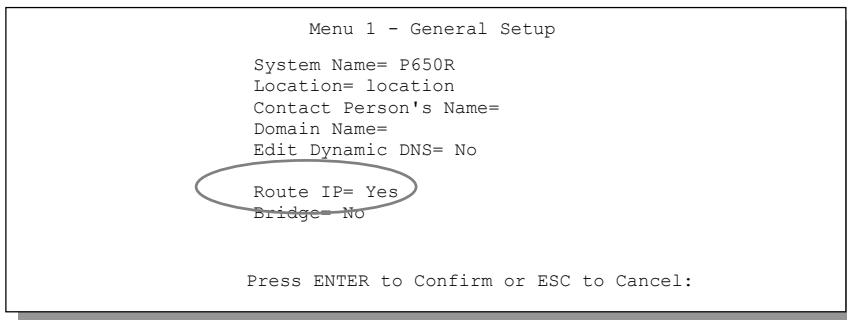 Menu 1 - General Setup
System Name= P650R
Location= location
Contact Person's Name=
Domain Name=
Edit Dynamic DNS= No
Route IP= Yes
Bridge= No
Press ENTER to Confirm or ESC to Cancel: